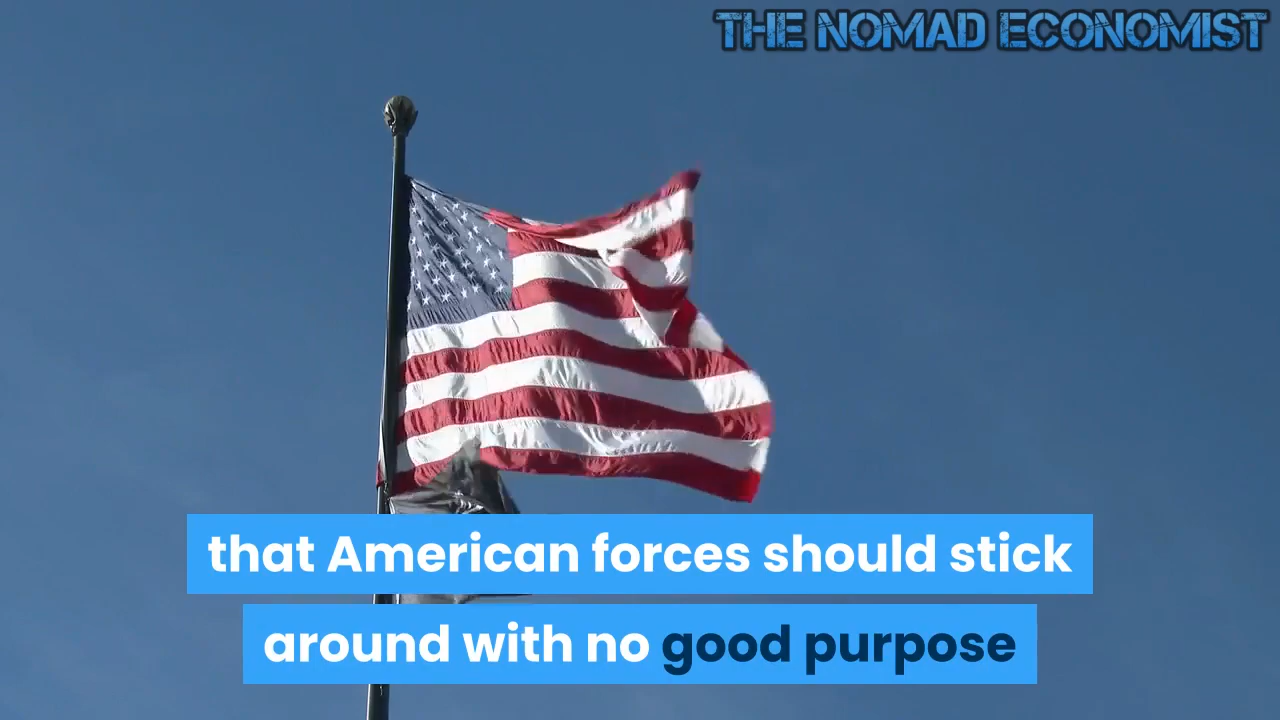 THE NOMAD ECONOMIST
that American forces should stick
around with no good purpose